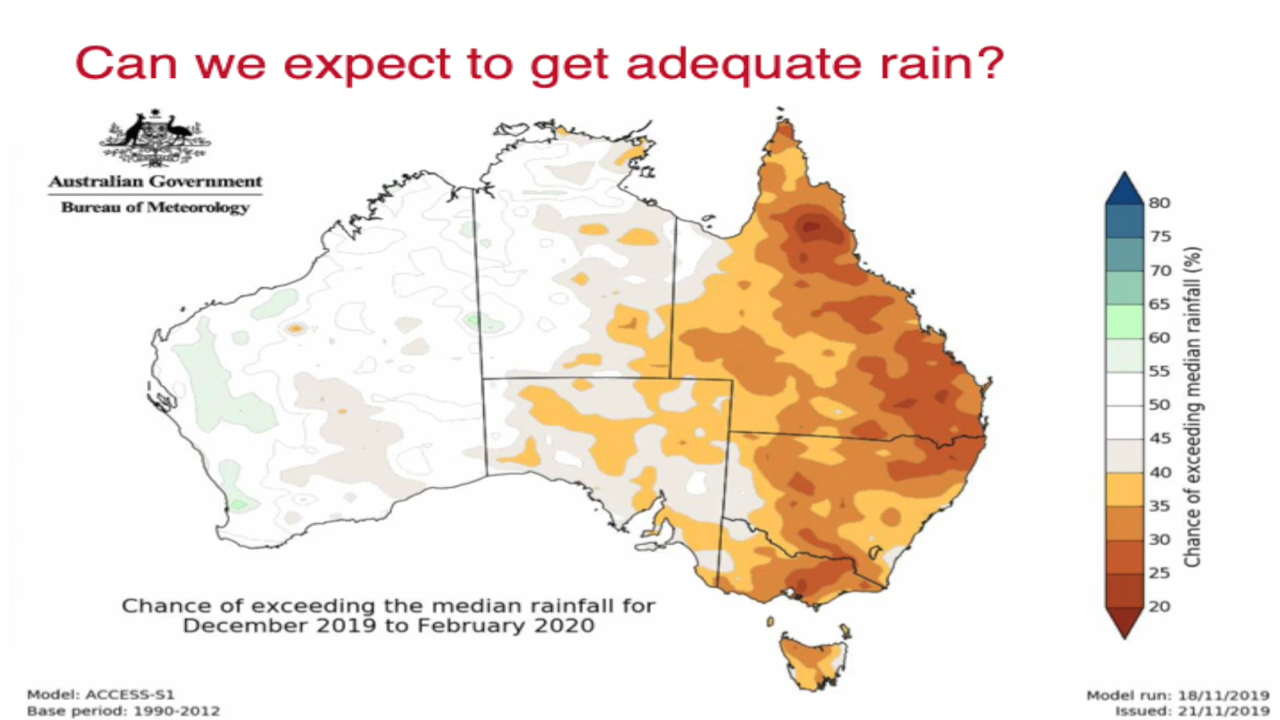 Can we expect to get adequate rain?
Australian Government
Bureau of Meteorology
80
75
70
65
60
55
50
45
40
35
30
25
20
Chance of exceeding median rainfall (%)
Chance of exceeding the median rainfall for
December 2019 to February 2020
Model: ACCESS-S1
Base period: 1990-2012
Model run: 18/11/2019
Issued: 21/11/2019